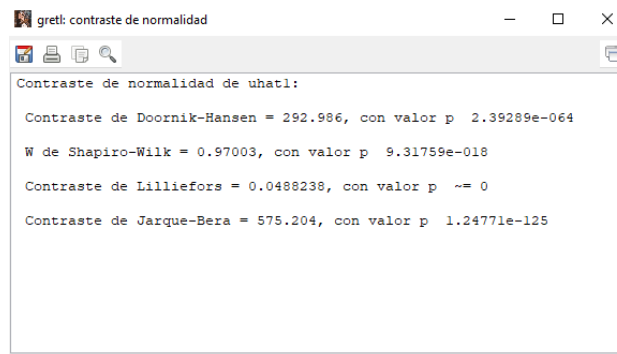 gretl: contraste de normalidad
Contraste de normalidad de uhat1:
Contraste de Doornik-Hansen = 292.986, con valor p 2.39289e-064
W de Shapiro-Wilk = 0.97003, con valor p 9.31759e-018
Contraste de Lilliefors = 0.0488238, con valor p ~= 0
Contraste de Jarque-Bera = 575.204, con valor p 1.24771e-125